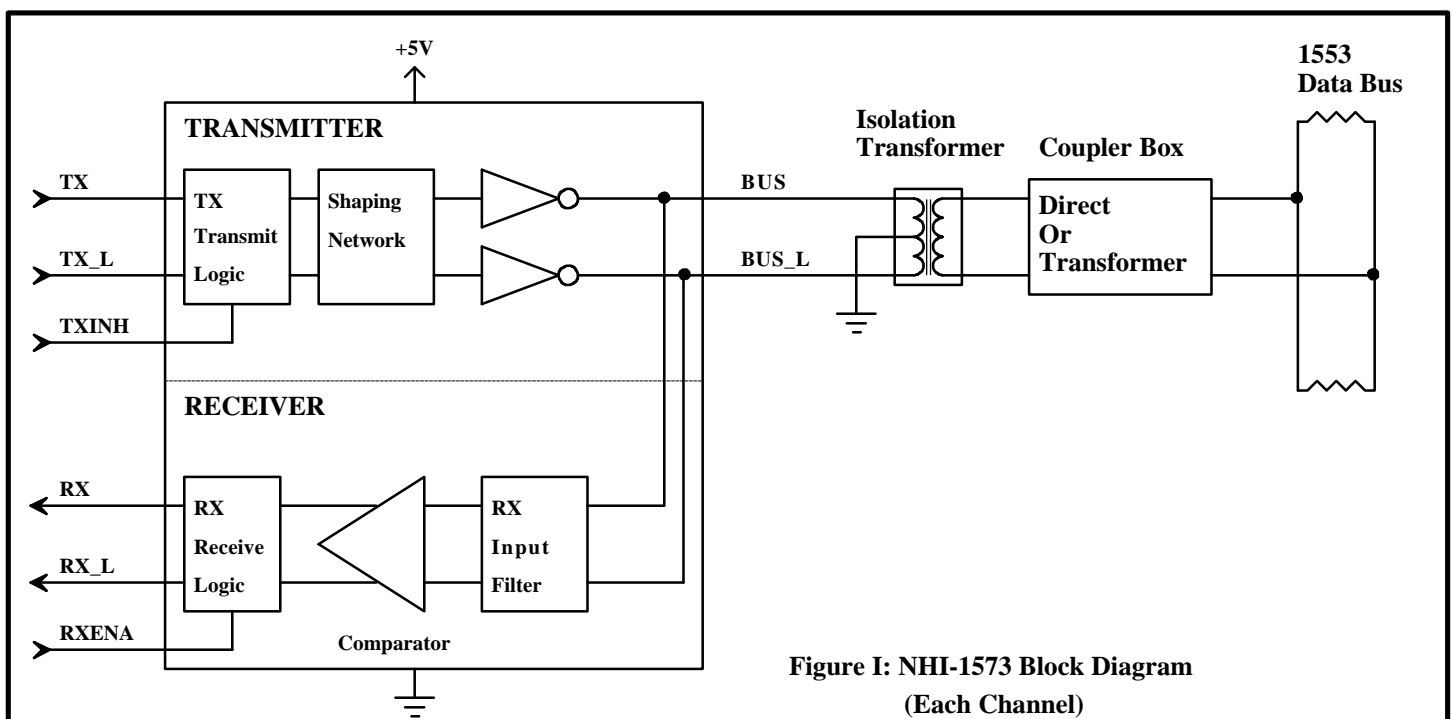 +5V
1553
Data Bus
TRANSMITTER
Isolation
Transformer
Coupler Box
TX
TX_L
TXINH
TX
Transmit
Logic
Shaping
Network
BUS
BUS_L
Direct
Or
Transformer
RECEIVER
RX
RX_L
RXENA
RX
Receive
Logic
RX
Input
Filter
Comparator
Figure I: NHI-1573 Block Diagram
(Each Channel)